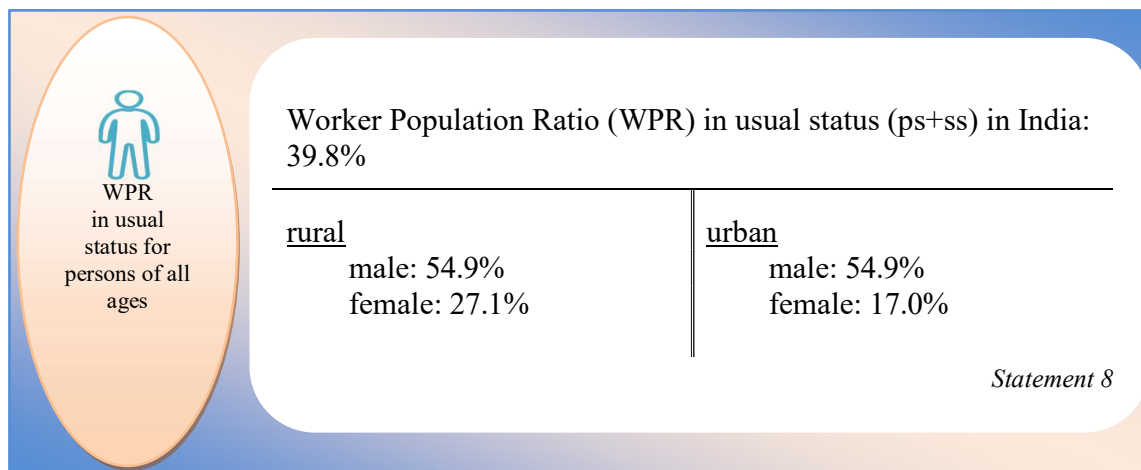 WPR
in usual
status for
persons of all
ages
Worker Population Ratio (WPR) in usual status (ps+ss) in India:
39.8%
rural
male: 54.9%
female: 27.1%
urban
male: 54.9%
female: 17.0%
Statement 8